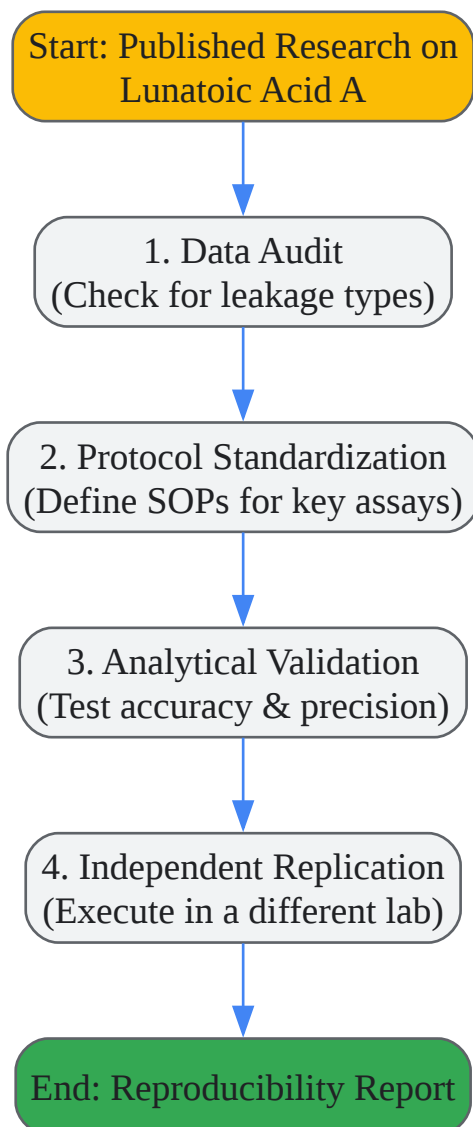 Start: Published Research on
Lunatoic Acid A
1. Data Audit
(Check for leakage types)
2. Protocol Standardization
(Define SOPs for key assays)
3. Analytical Validation
(Test accuracy & precision)
4. Independent Replication
(Execute in a different lab)
End: Reproducibility Report